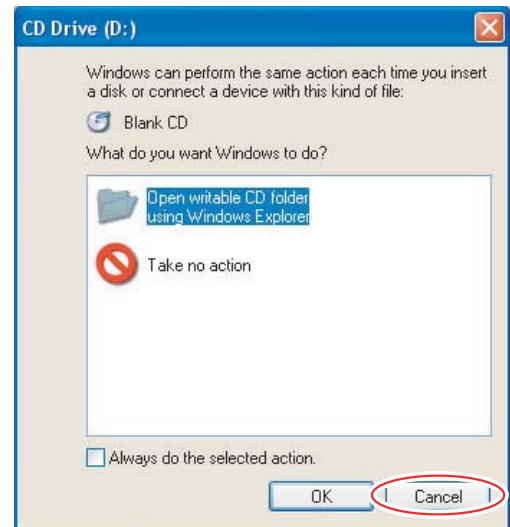 CD Drive (D:)
Windows can perform the same action each time you insert
a disk or connect a device with this kind of file:
Blank CD
What do you want Windows to do?
Open writable CD folder
using Windows Explorer
Take no action
Always do the selected action.
OK Cancel